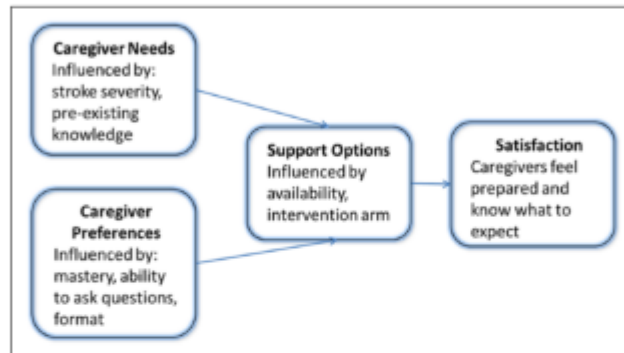 Caregiver Needs
Influenced by:
stroke severity,
pre-existing
knowledge
Support Options
Influenced by
availability,
intervention arm
Satisfaction
Caregivers feel
prepared and
know what to
expect
Caregiver
Preferences
Influenced by:
mastery, ability
to ask questions,
format